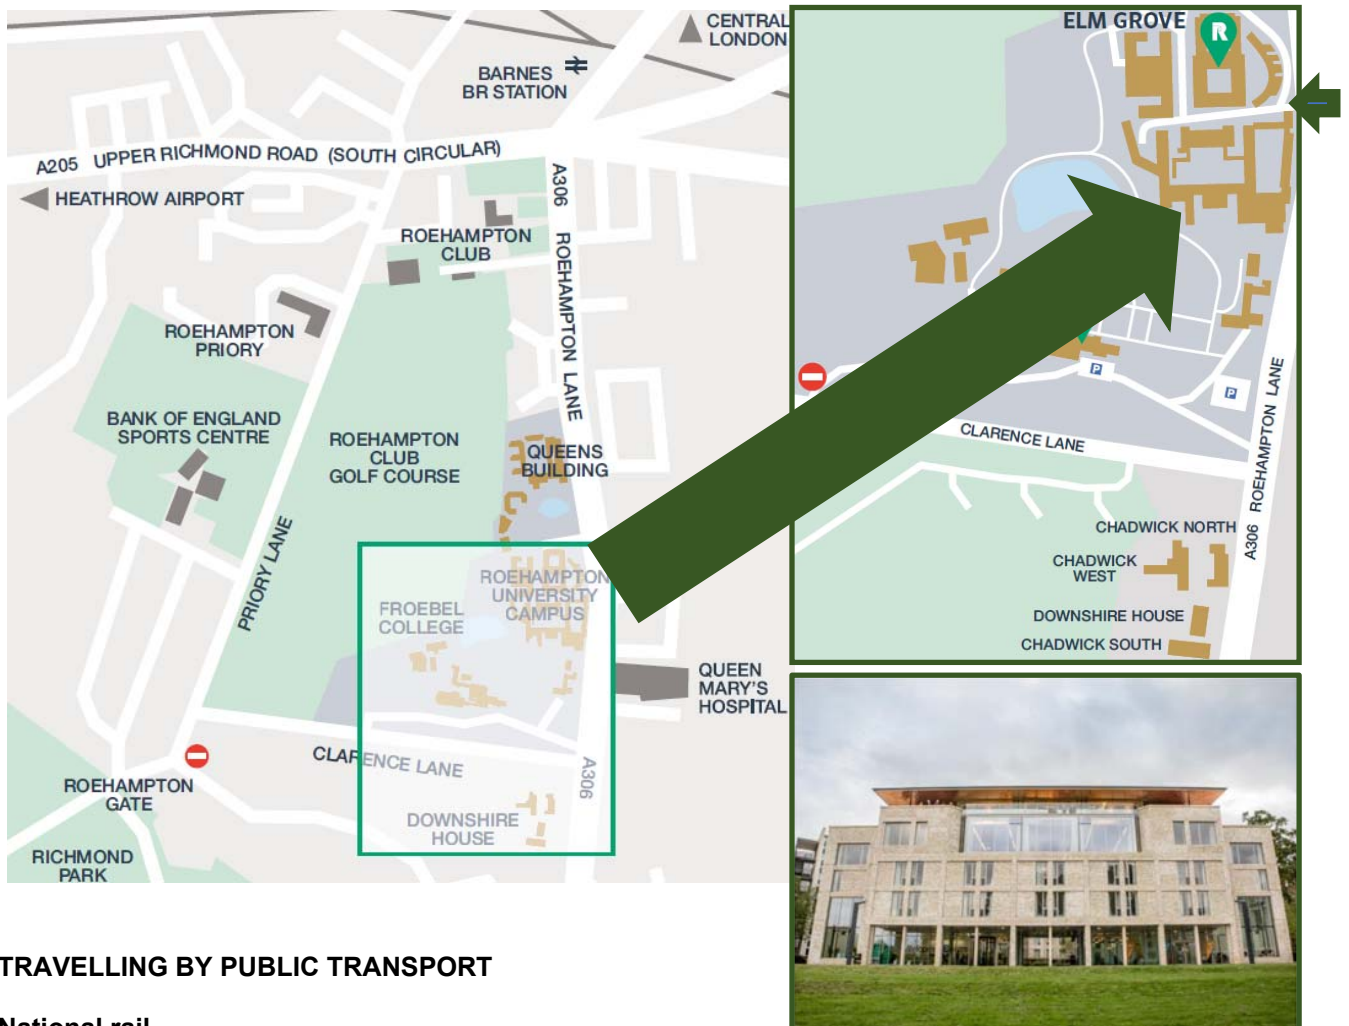 CENTRAL
LONDON
BARNES
BR STATION
A205 UPPER RICHMOND ROAD (SOUTH CIRCULAR)
HEATHROW AIRPORT
A306 ROEHAMPTON LANE
ROEHAMPTON
CLUB
ROEHAMPTON
PRIORY
BANK OF ENGLAND
SPORTS CENTRE
ROEHAMPTON
CLUB
GOLF COURSE
QUEENS
BUILDING
PRIORY LANE
ROEHAMPTON
UNIVERSITY
CAMPUS
FROEBEL
COLLEGE
QUEEN
MARY'S
HOSPITAL
CLARENCE LANE
A306
ROEHAMPTON
GATE
DOWNSHIRE
HOUSE
RICHMOND
PARK
ELM GROVE
R
P
P
CLARENCE LANE
A306 ROEHAMPTON LANE
CHADWICK NORTH
CHADWICK
WEST
DOWNSHIRE HOUSE
CHADWICK SOUTH
TRAVELLING BY PUBLIC TRANSPORT
National rail